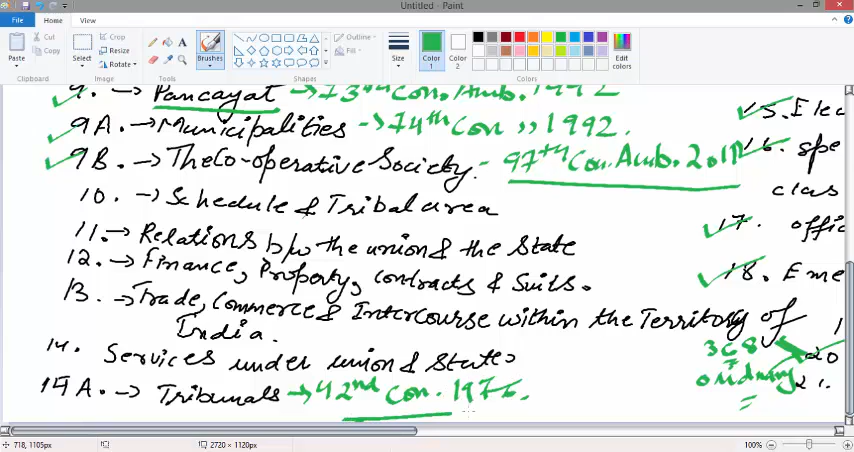 Untitled - Paint
File Home View
Cut
Copy
Paste
Clipboard
Crop
Resize
Rotate
Select
Image
Tools
Brushes
Outline
Fill
Shapes
Size
Color 1
Color 2
Edit colors
Colors
9. → Pancayat → 73rd Con. Amb. 1992
9A. → Municipalities → 74th Con ,, 1992.
9B. → The Co-operative Society - 97th Con. Amb. 2011
10. → Schedule & Tribal area
11. → Relations b/w the union & the State
12. → Finance, Property, contracts & Suits.
13. → Trade, Commerce & Intercourse within the Territory of
India.
14. Services under union & States
14A. → Tribunals → 42nd Con. 1976.
15. Elec
16. spe
clas
17. offic
18. Eme
1
368
20
ordinary
21.
718, 1105px
2720 × 1120px
100%